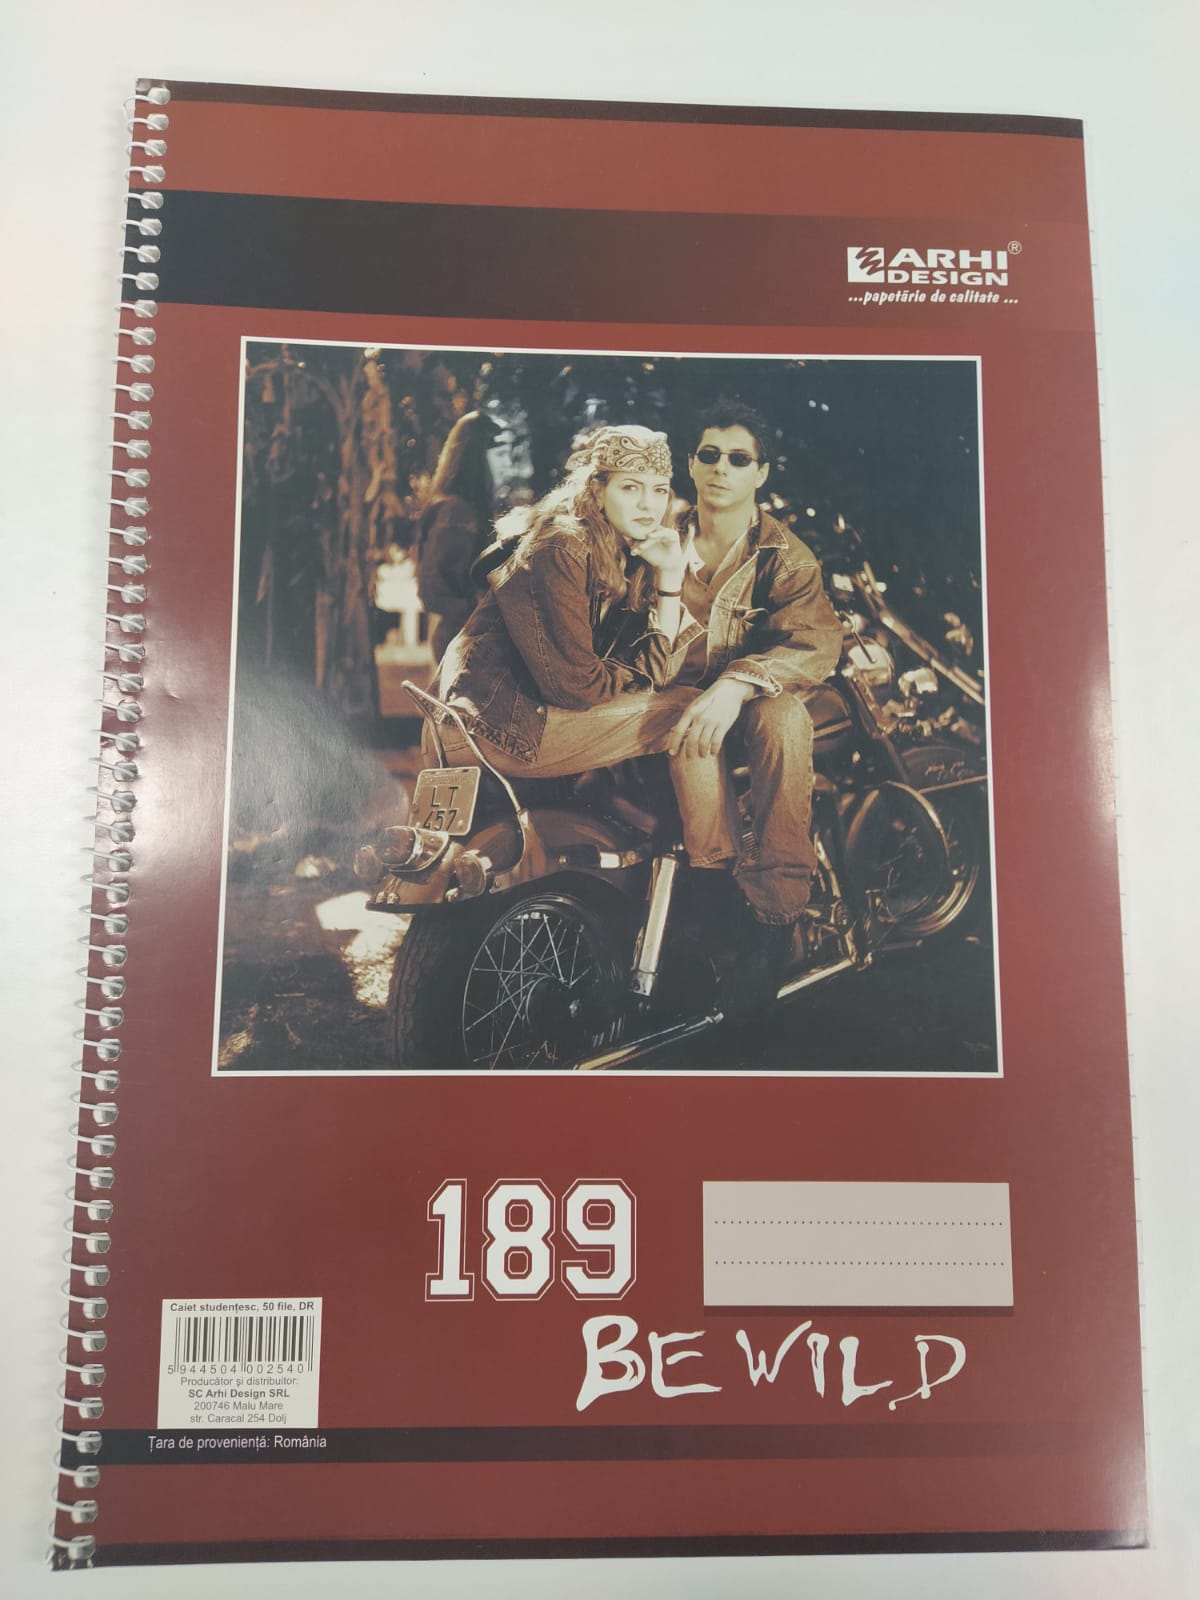 ARHI®
DESIGN
...papetărie de calitate ...
LT
457
189
BE WILD
Caiet studențesc, 50 file, DR
5 944504 002540
Producător și distribuitor:
SC Arhi Design SRL
200746 Malu Mare
str. Caracal 254 Dolj
Țara de proveniență: România